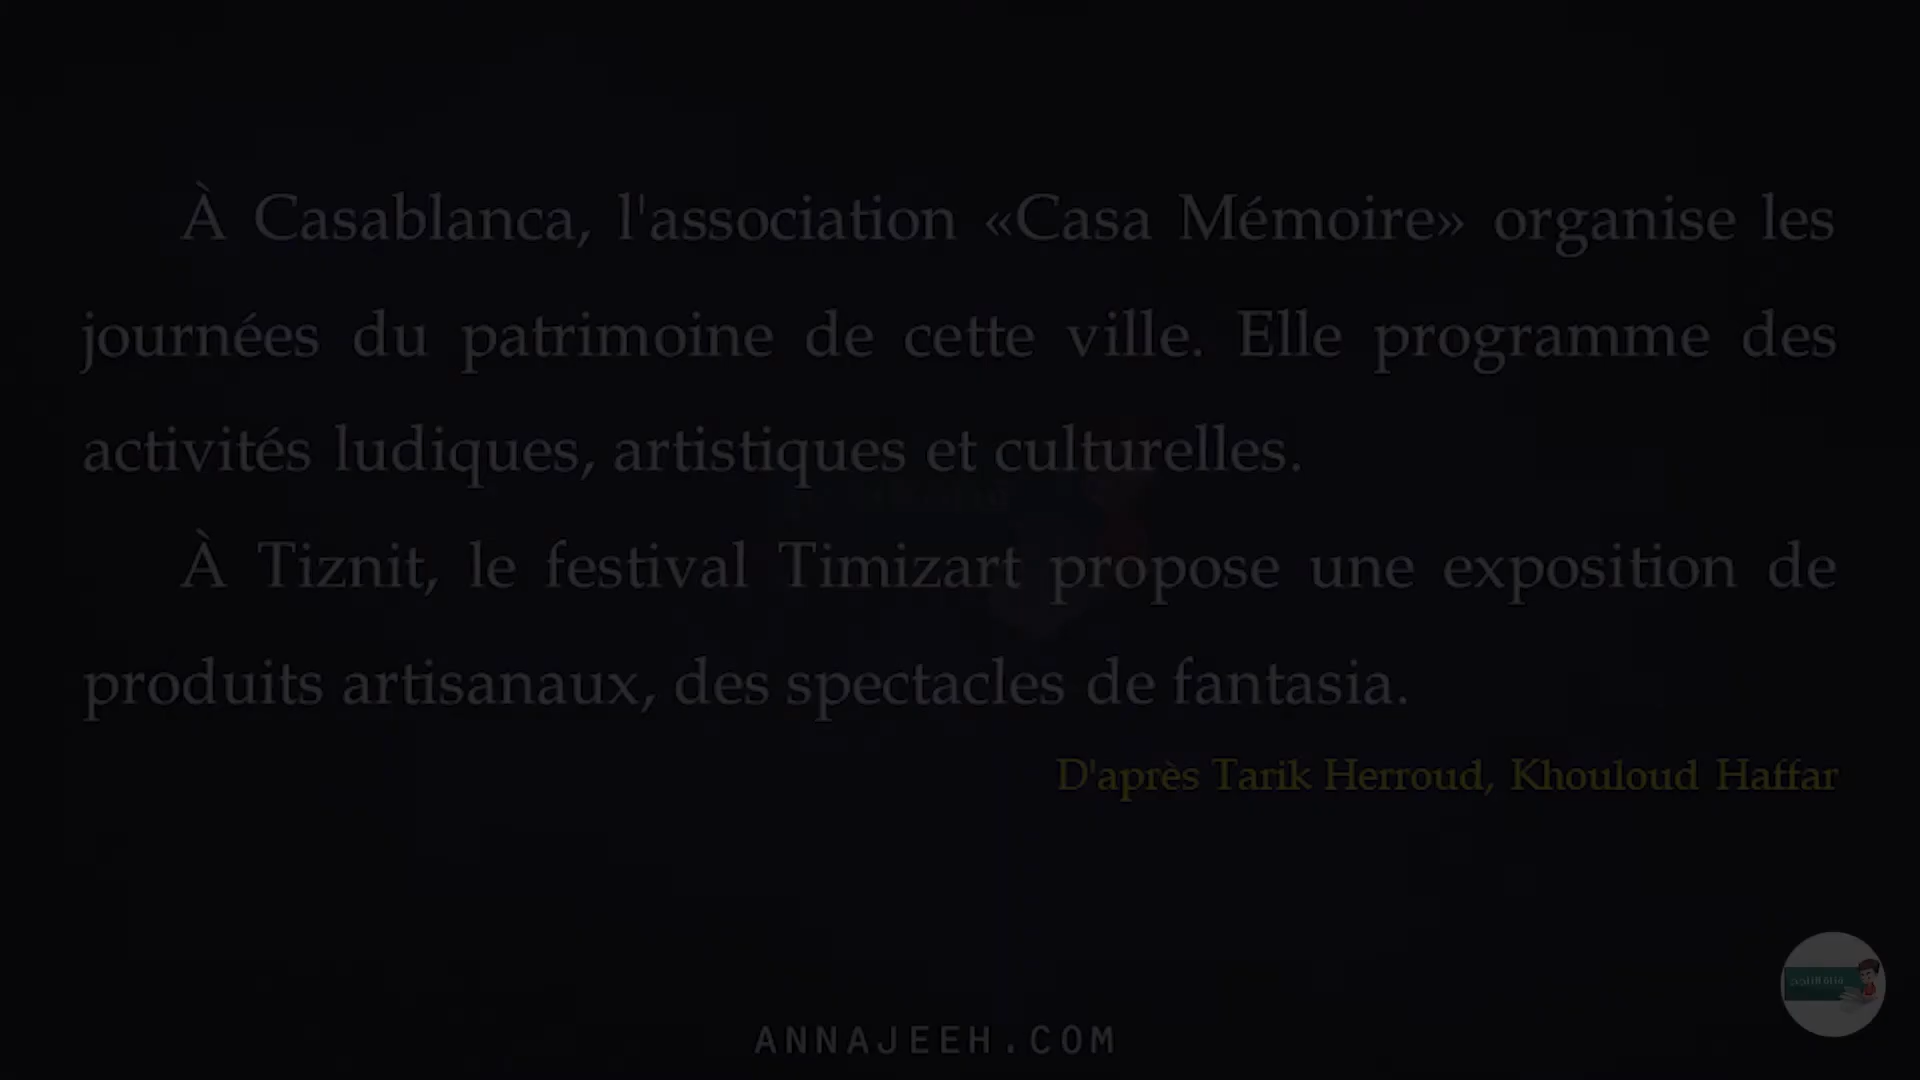 À Casablanca, l'association «Casa Mémoire» organise les
journées du patrimoine de cette ville. Elle programme des
activités ludiques, artistiques et culturelles.
À Tiznit, le festival Timizart propose une exposition de
produits artisanaux, des spectacles de fantasia.
D'après Tarik Herroud, Khouloud Haffar
ANNAJEEH.COM